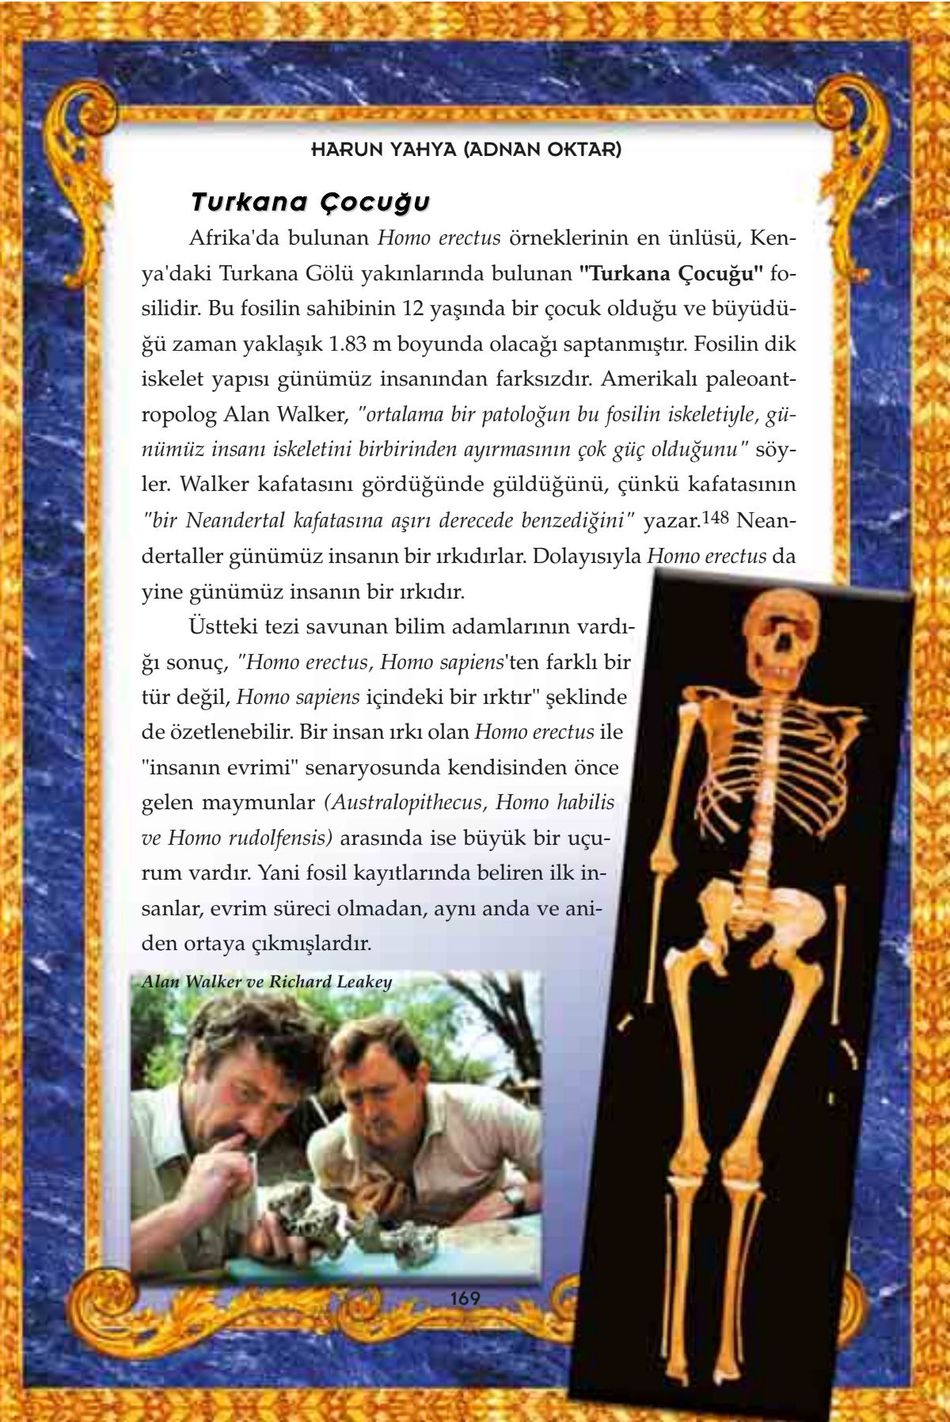 HARUN YAHYA (ADNAN OKTAR)
Turkana Çocuğu
Afrika'da bulunan Homo erectus örneklerinin en ünlüsü, Ken-
ya'daki Turkana Gölü yakınlarında bulunan "Turkana Çocuğu" fo-
silidir. Bu fosilin sahibinin 12 yaşında bir çocuk olduğu ve büyüdü-
ğü zaman yaklaşık 1.83 m boyunda olacağı saptanmıştır. Fosilin dik
iskelet yapısı günümüz insanından farksızdır. Amerikalı paleoant-
ropolog Alan Walker, "ortalama bir patoloğun bu fosilin iskeletiyle, gü-
nümüz insanı iskeletini birbirinden ayırmasının çok güç olduğunu" söy-
ler. Walker kafatasını gördüğünde güldüğünü, çünkü kafatasının
"bir Neandertal kafatasına aşırı derecede benzediğini" yazar.148 Nean-
dertaller günümüz insanın bir ırkıdırlar. Dolayısıyla Homo erectus da
yine günümüz insanın bir ırkıdır.
Üstteki tezi savunan bilim adamlarının vardı-
ğı sonuç, "Homo erectus, Homo sapiens'ten farklı bir
tür değil, Homo sapiens içindeki bir ırktır" şeklinde
de özetlenebilir. Bir insan ırkı olan Homo erectus ile
"insanın evrimi" senaryosunda kendisinden önce
gelen maymunlar (Australopithecus, Homo habilis
ve Homo rudolfensis) arasında ise büyük bir uçu-
rum vardır. Yani fosil kayıtlarında beliren ilk in-
sanlar, evrim süreci olmadan, aynı anda ve ani-
den ortaya çıkmışlardır.
Alan Walker ve Richard Leakey
169